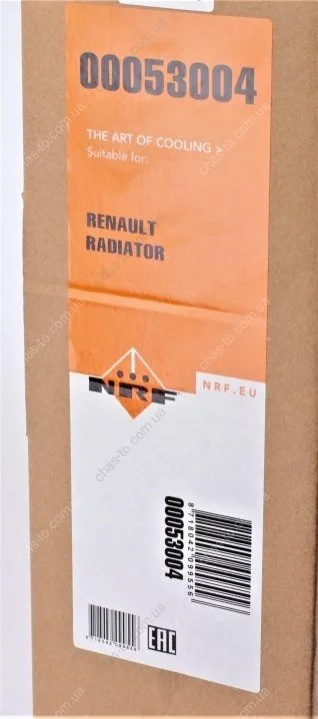 00053004
THE ART OF COOLING >
Suitable for:
RENAULT
RADIATOR
NRF
NRF.EU
00053004
8718042099556
8718042099556
EAC
chas-to.com.ua